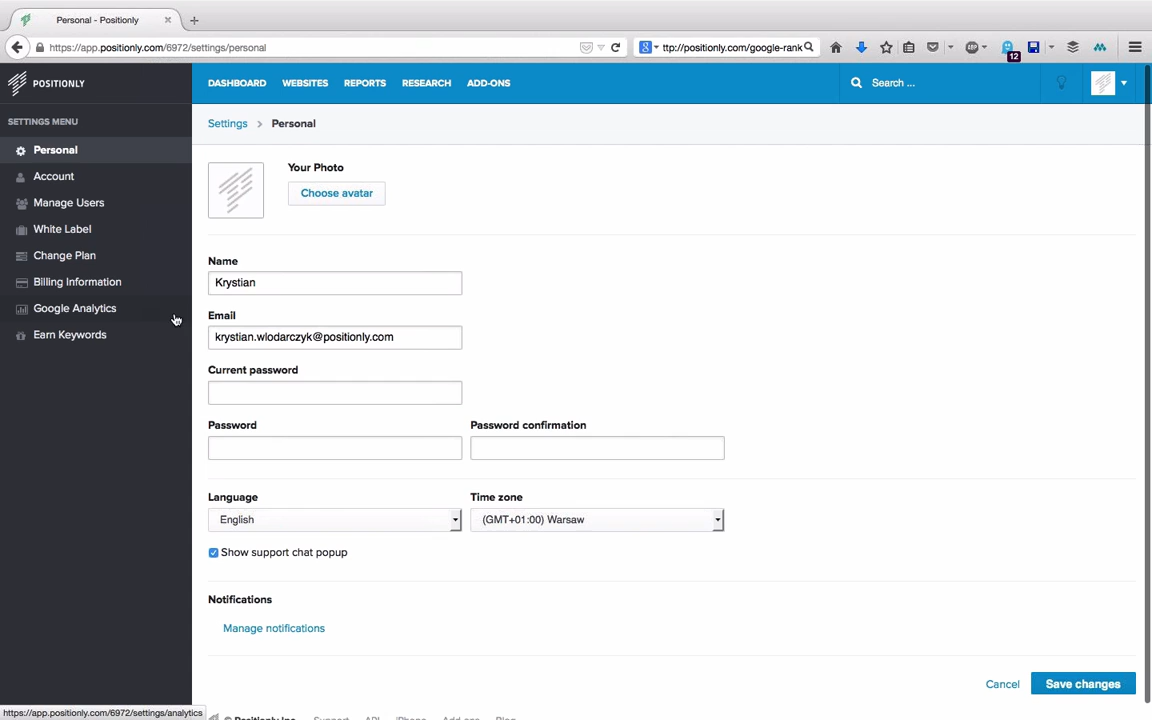 Personal - Positionly
https://app.positionly.com/6972/settings/personal
ttp://positionly.com/google-rank
12
POSITIONLY
DASHBOARD WEBSITES REPORTS RESEARCH ADD-ONS
Search ...
SETTINGS MENU
Personal
Account
Manage Users
White Label
Change Plan
Billing Information
Google Analytics
Earn Keywords
Settings > Personal
Your Photo
Choose avatar
Name
Krystian
Email
krystian.wlodarczyk@positionly.com
Current password
Password Password confirmation
Language Time zone
English (GMT+01:00) Warsaw
Show support chat popup
Notifications
Manage notifications
Cancel Save changes
https://app.positionly.com/6972/settings/analytics
© Positionly Inc. Support API iPhone Add-ons Blog